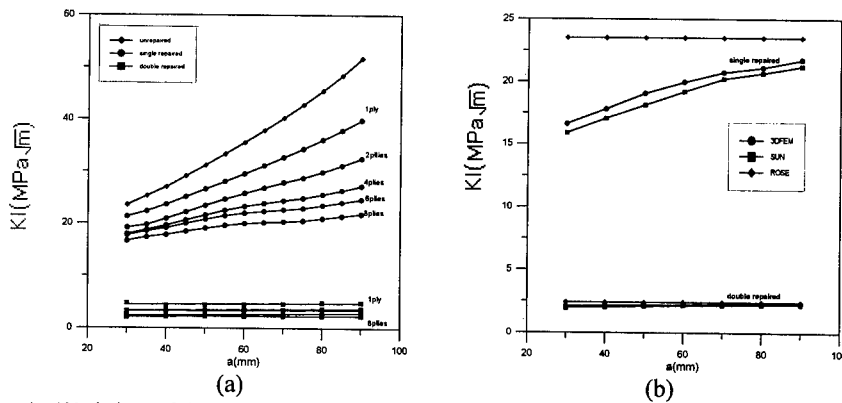 60
40
20
0
KI(MPa√m)
unrepaired
single repaired
double repaired
1ply
2pllies
4plies
6plies
8plies
1ply
8plies
20 40 60 80 100
a(mm)
(a)
25
20
15
10
5
0
KI(MPa√m)
single repaired
3DFEM
SUN
ROSE
double repaired
20 40 60 80 100
a(mm)
(b)